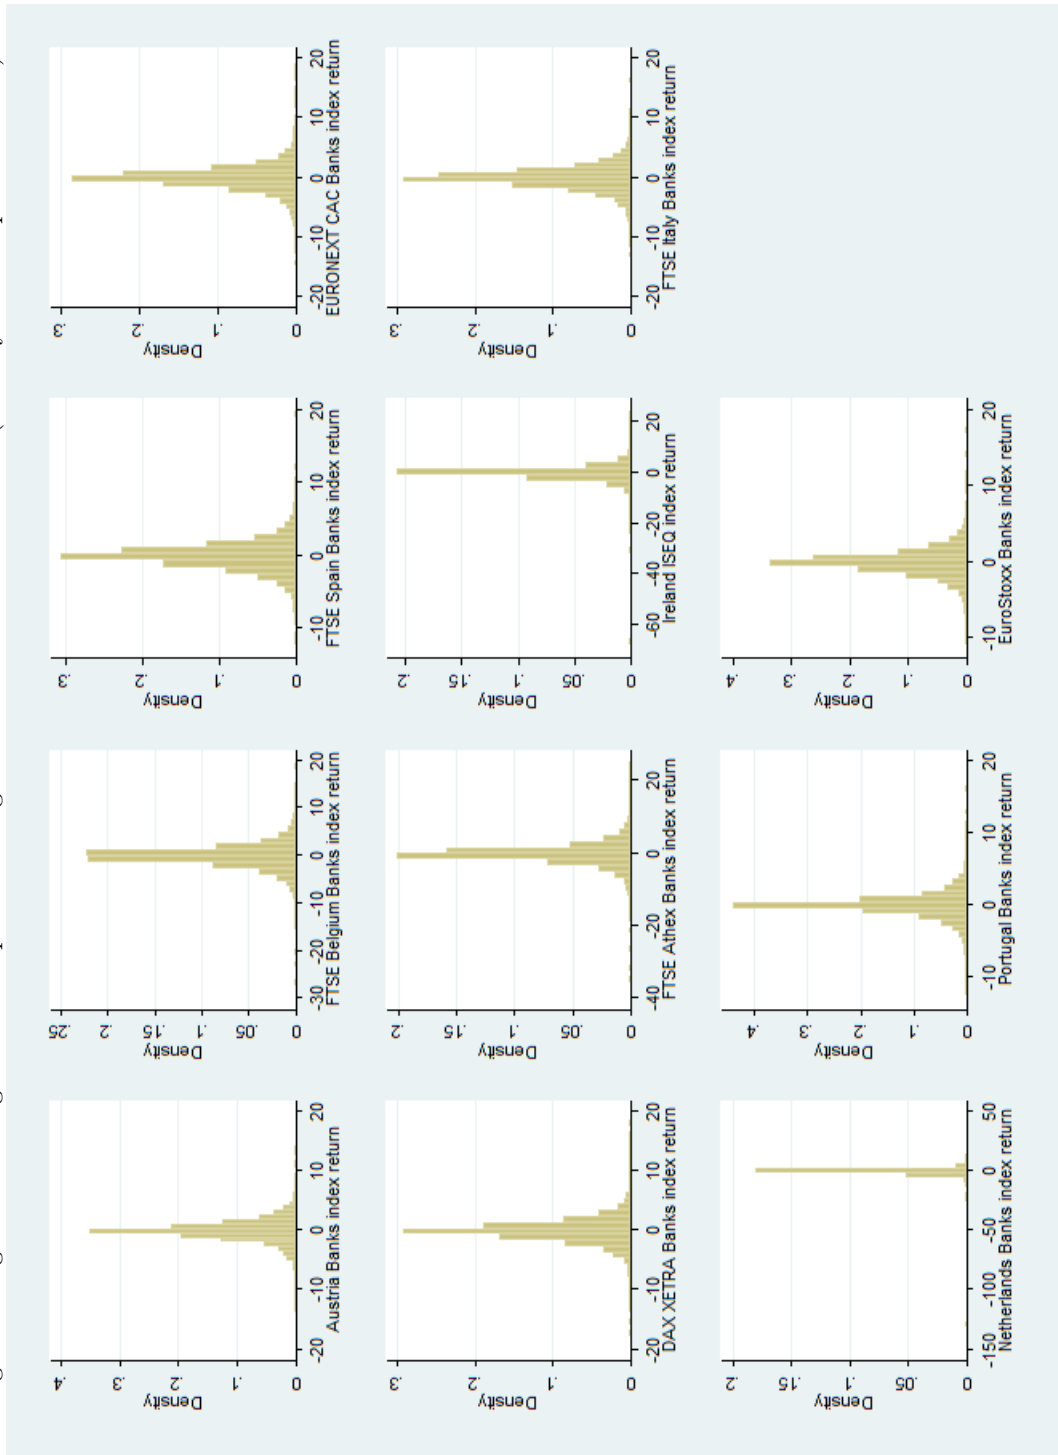 Density
.4
.3
.2
.1
0
-20 -10 0 10 20
Austria Banks index return
Density
.25
.2
.15
.1
.05
0
-30 -20 -10 0 10 20
FTSE Belgium Banks index return
Density
.3
.2
.1
0
-10 0 10 20
FTSE Spain Banks index return
Density
.3
.2
.1
0
-20 -10 0 10 20
EURONEXT CAC Banks index return
Density
.3
.2
.1
0
-20 -10 0 10 20
DAX XETRA Banks index return
Density
.2
.15
.1
.05
0
-40 -20 0 20
FTSE Athex Banks index return
Density
.2
.15
.1
.05
0
-60 -40 -20 0 20
Ireland ISEQ index return
Density
.3
.2
.1
0
-20 -10 0 10 20
FTSE Italy Banks index return
Density
.2
.15
.1
.05
0
-150 -100 -50 0 50
Netherlands Banks index return
Density
.4
.3
.2
.1
0
-10 0 10 20
Portugal Banks index return
Density
.4
.3
.2
.1
0
-10 0 10 20
EuroStoxx Banks index return